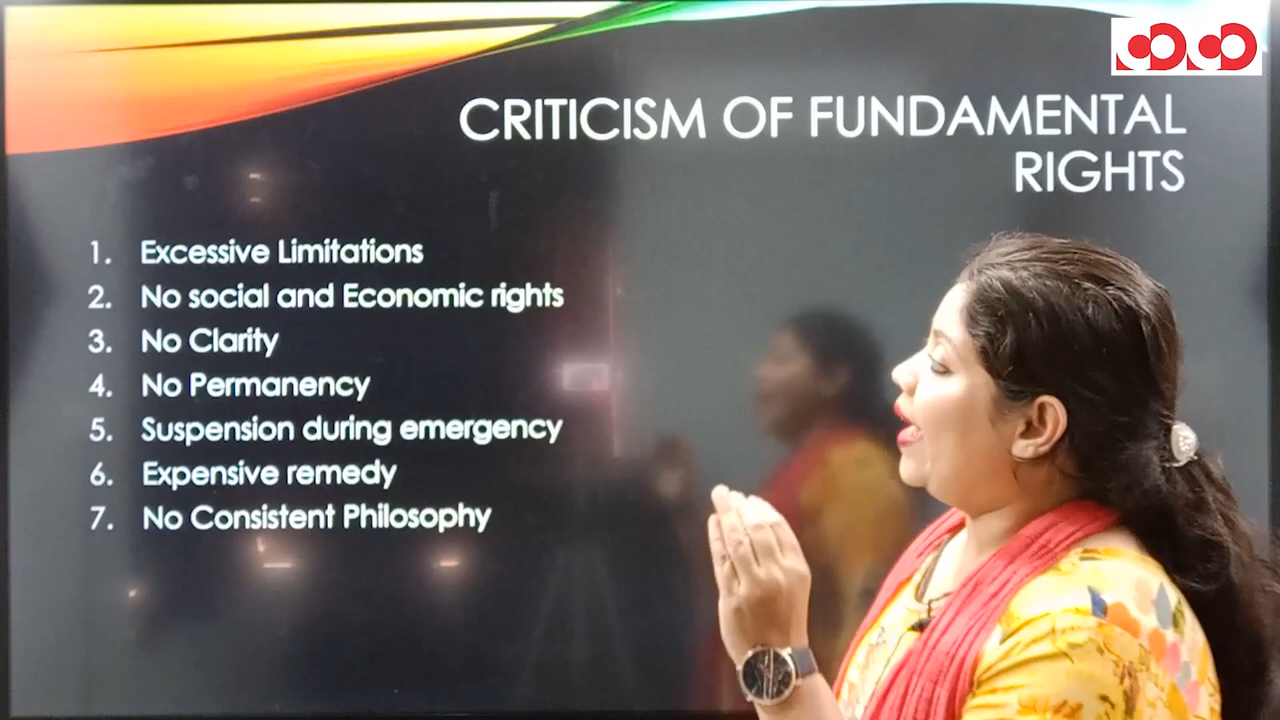 CRITICISM OF FUNDAMENTAL
RIGHTS
1. Excessive Limitations
2. No social and Economic rights
3. No Clarity
4. No Permanency
5. Suspension during emergency
6. Expensive remedy
7. No Consistent Philosophy